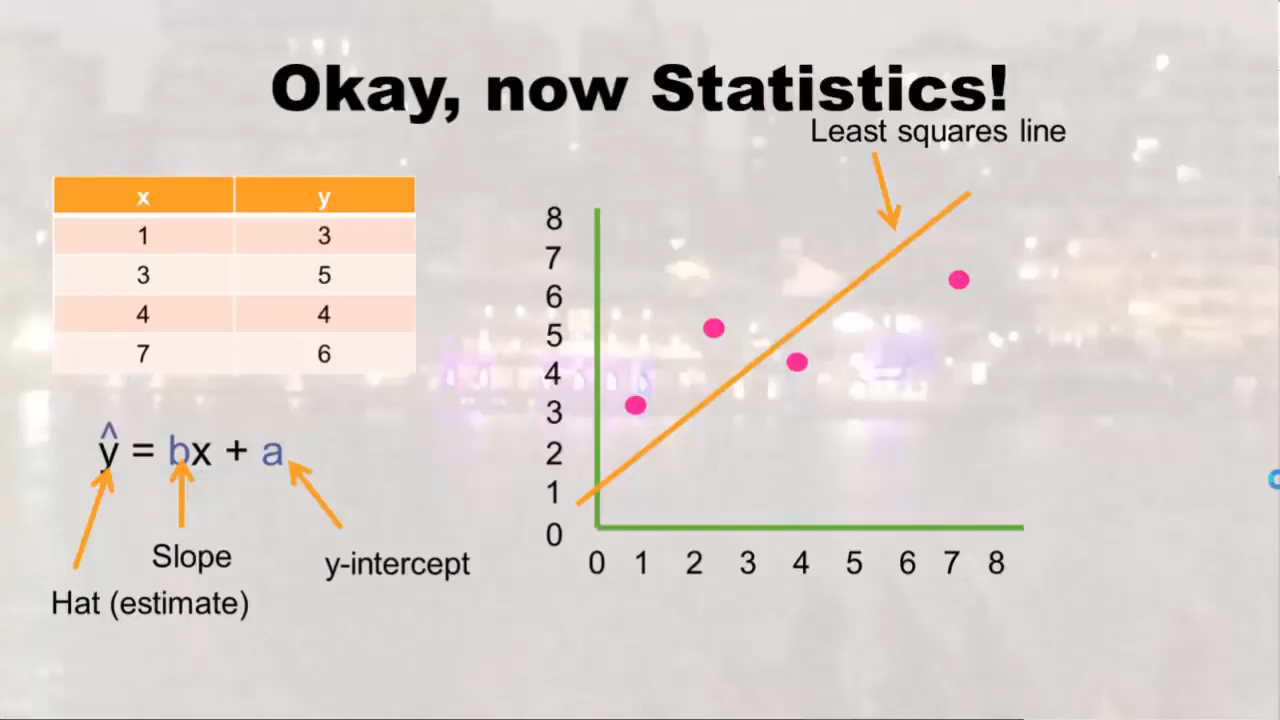 Okay, now Statistics!
Least squares line
x y
1 3
3 5
4 4
7 6
ŷ = bx + a
Slope
y-intercept
Hat (estimate)
8
7
6
5
4
3
2
1
0
0 1 2 3 4 5 6 7 8